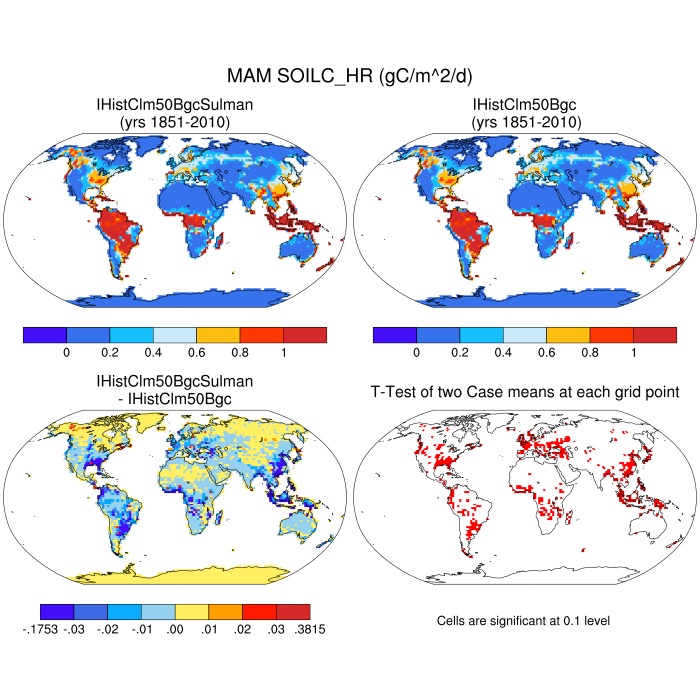 MAM SOILC_HR (gC/m^2/d)
IHistClm50BgcSulman
(yrs 1851-2010)
IHistClm50Bgc
(yrs 1851-2010)
0 0.2 0.4 0.6 0.8 1
0 0.2 0.4 0.6 0.8 1
IHistClm50BgcSulman
- IHistClm50Bgc
T-Test of two Case means at each grid point
-.1753 -.03 -.02 -.01 .00 .01 .02 .03 .3815
Cells are significant at 0.1 level